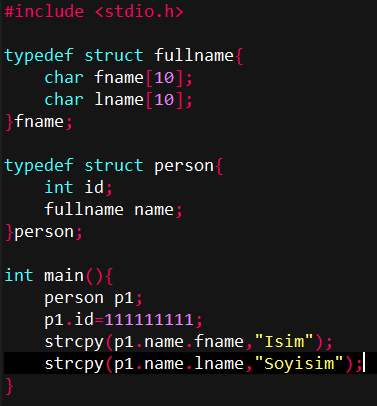 #include <stdio.h>
typedef struct fullname{
char fname[10];
char lname[10];
}fname;
typedef struct person{
int id;
fullname name;
}person;
int main(){
person p1;
p1.id=111111111;
strcpy(p1.name.fname,"Isim");
strcpy(p1.name.lname,"Soyisim");
}